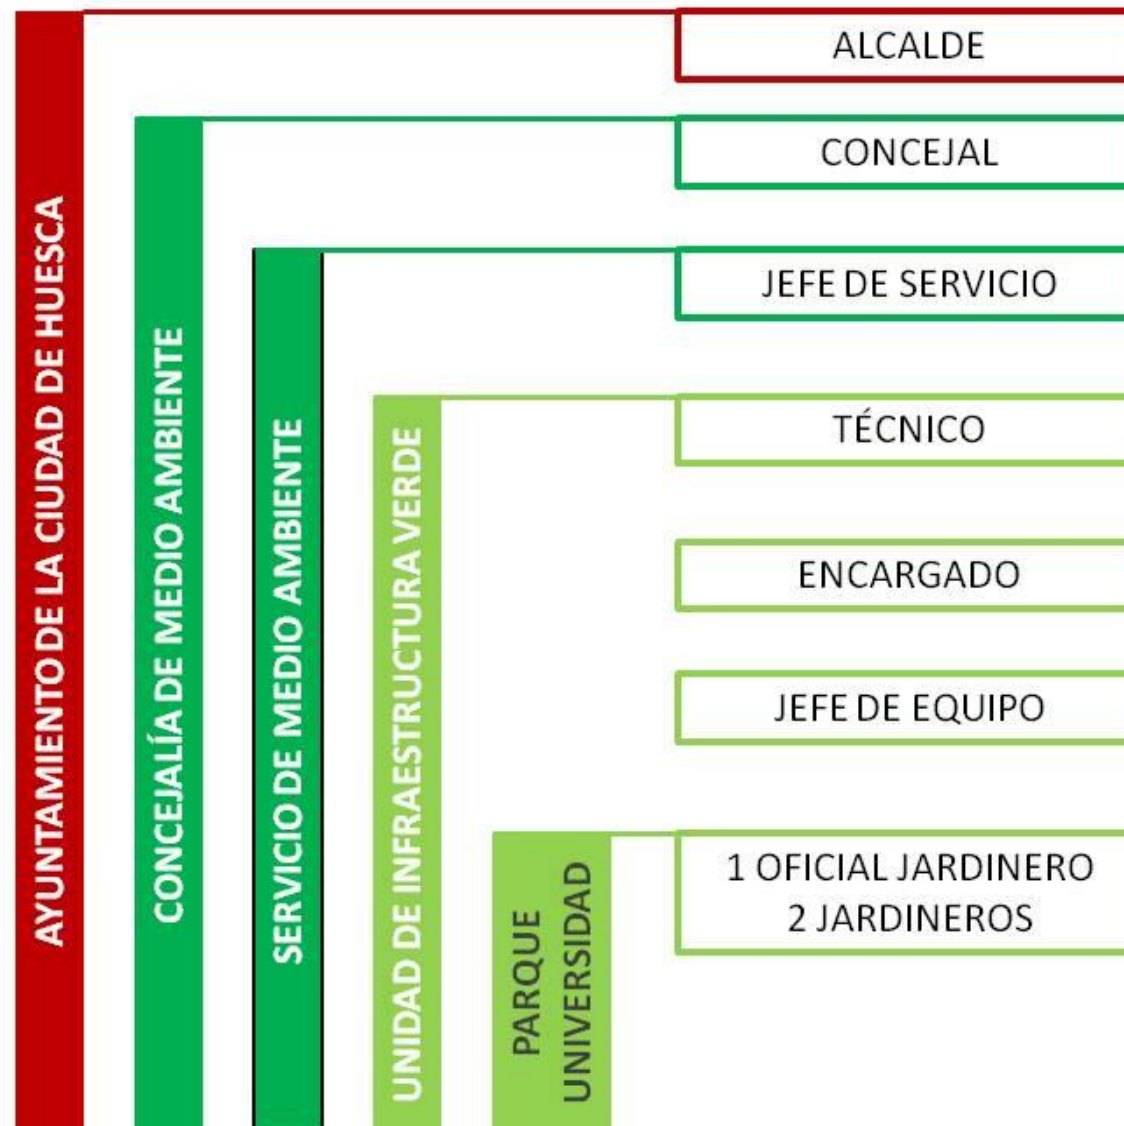 AYUNTAMIENTO DE LA CIUDAD DE HUESCA
CONCEJALÍA DE MEDIO AMBIENTE
SERVICIO DE MEDIO AMBIENTE
UNIDAD DE INFRAESTRUCTURA VERDE
PARQUE
UNIVERSIDAD
ALCALDE
CONCEJAL
JEFE DE SERVICIO
TÉCNICO
ENCARGADO
JEFE DE EQUIPO
1 OFICIAL JARDINERO
2 JARDINEROS